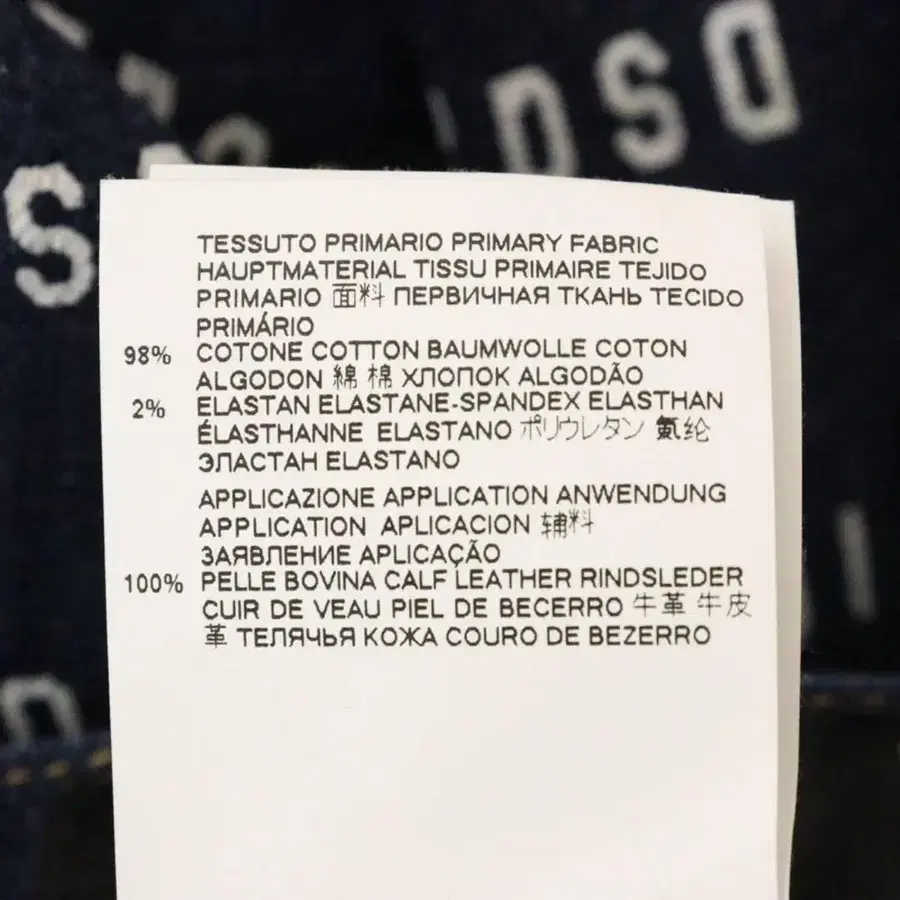 DSD
S
TESSUTO PRIMARIO PRIMARY FABRIC
HAUPTMATERIAL TISSU PRIMAIRE TEJIDO
PRIMARIO 面料 ПЕРВИЧНАЯ ТКАНЬ TECIDO
PRIMÁRIO
98% COTONE COTTON BAUMWOLLE COTON
ALGODON 綿 棉 ХЛОПОК ALGODÃO
2% ELASTAN ELASTANE-SPANDEX ELASTHAN
ÉLASTHANNE ELASTANO ポリウレタン 氨纶
ЭЛАСТАН ELASTANO
APPLICAZIONE APPLICATION ANWENDUNG
APPLICATION APLICACION 辅料
ЗАЯВЛЕНИЕ APLICAÇÃO
100% PELLE BOVINA CALF LEATHER RINDSLEDER
CUIR DE VEAU PIEL DE BECERRO 牛革 牛皮
革 ТЕЛЯЧЬЯ КОЖА COURO DE BEZERRO